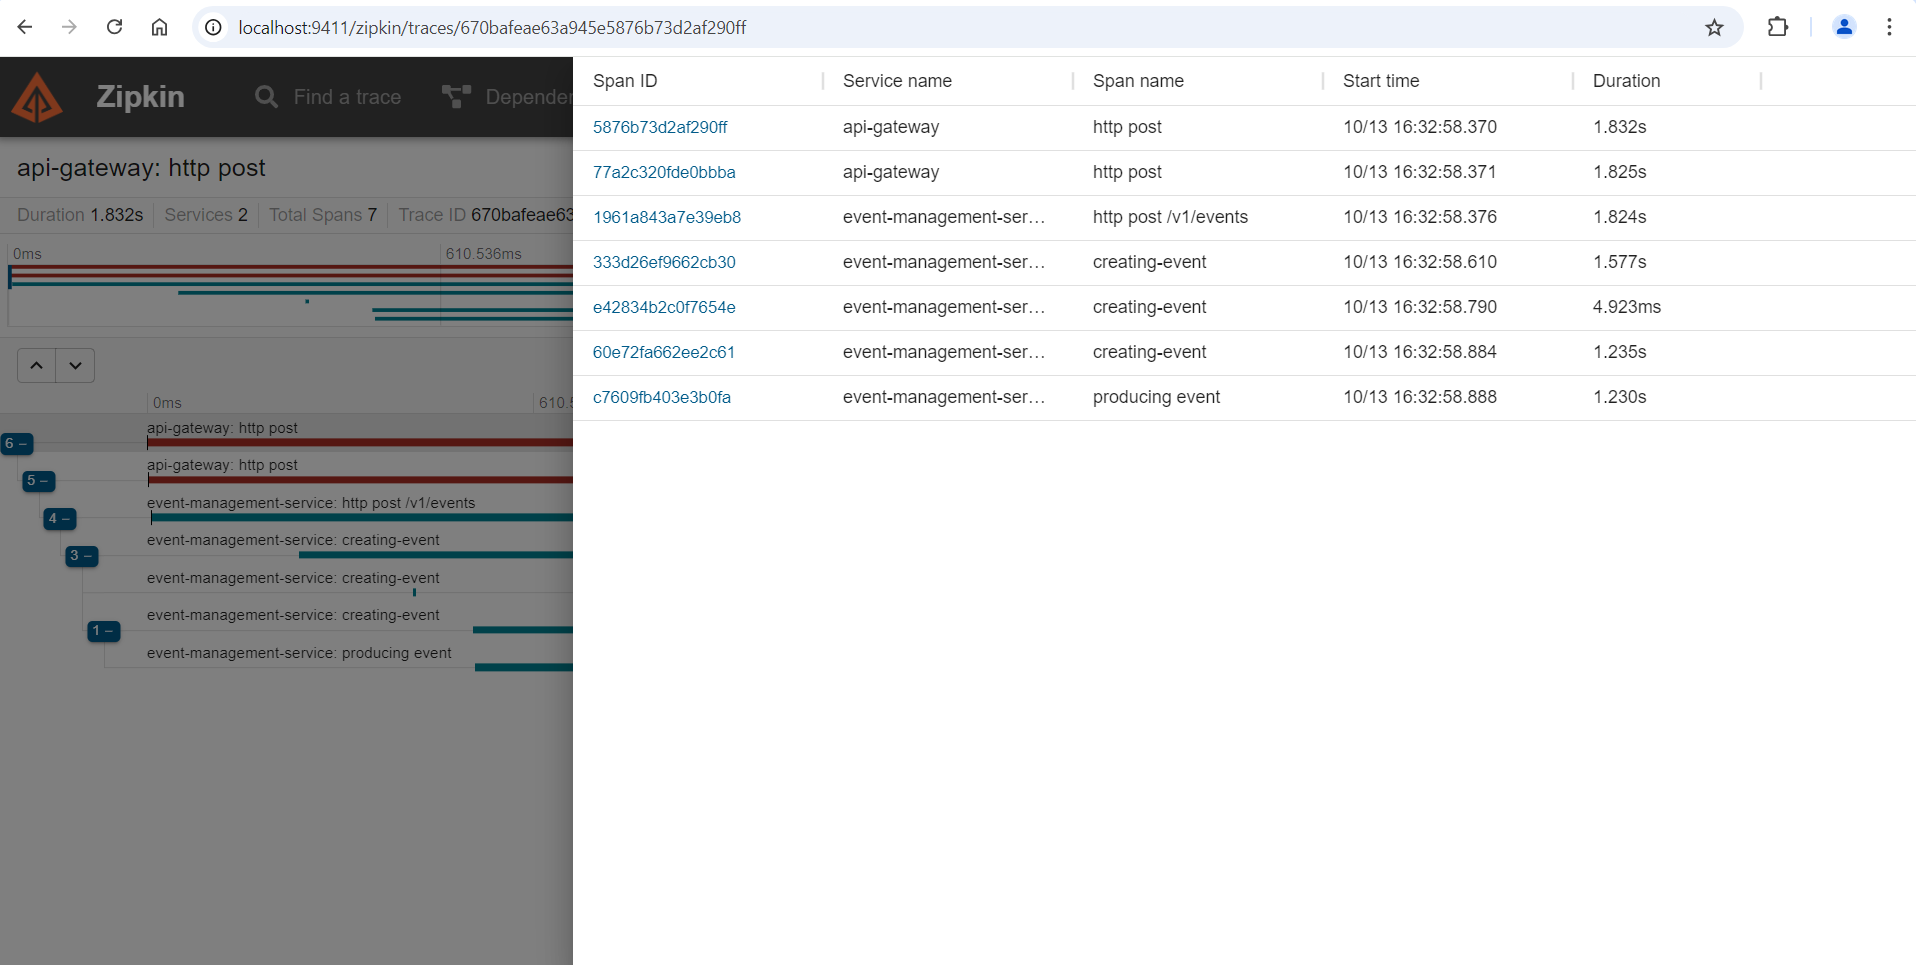 localhost:9411/zipkin/traces/670bafeae63a945e5876b73d2af290ff
Zipkin Find a trace Dependen
api-gateway: http post
Duration 1.832s Services 2 Total Spans 7 Trace ID 670bafeae63
0ms 610.536ms
0ms 610.5
api-gateway: http post
6 –
api-gateway: http post
5 –
event-management-service: http post /v1/events
4 –
event-management-service: creating-event
3 –
event-management-service: creating-event
event-management-service: creating-event
1 –
event-management-service: producing event
Span ID Service name Span name Start time Duration
5876b73d2af290ff api-gateway http post 10/13 16:32:58.370 1.832s
77a2c320fde0bbba api-gateway http post 10/13 16:32:58.371 1.825s
1961a843a7e39eb8 event-management-ser… http post /v1/events 10/13 16:32:58.376 1.824s
333d26ef9662cb30 event-management-ser… creating-event 10/13 16:32:58.610 1.577s
e42834b2c0f7654e event-management-ser… creating-event 10/13 16:32:58.790 4.923ms
60e72fa662ee2c61 event-management-ser… creating-event 10/13 16:32:58.884 1.235s
c7609fb403e3b0fa event-management-ser… producing event 10/13 16:32:58.888 1.230s